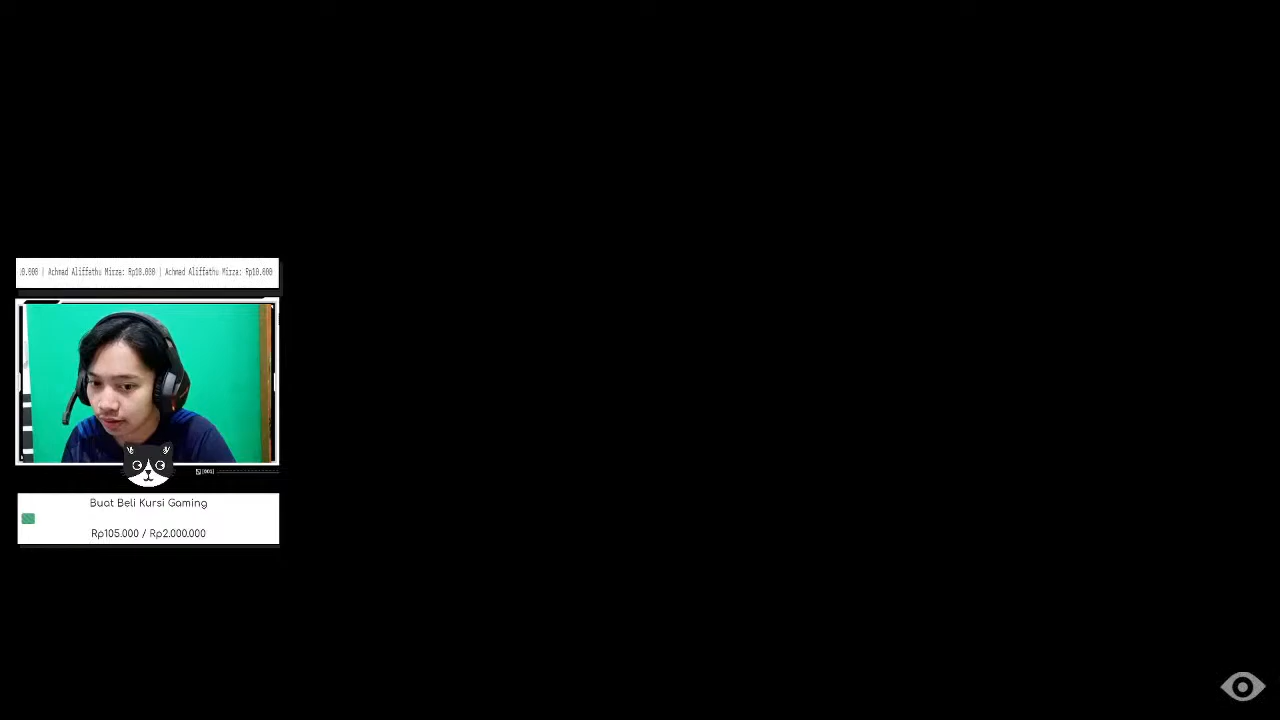 0.000 | Achmad Aliffathu Mirza: Rp10.000 | Achmad Aliffathu Mirza: Rp10.000
[001]
Buat Beli Kursi Gaming
Rp105.000 / Rp2.000.000